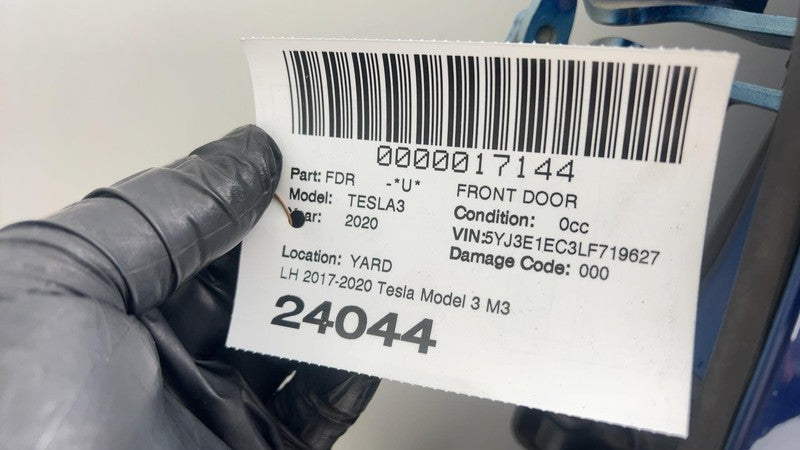 0000017144
Part: FDR -*U* FRONT DOOR
Model: TESLA3 Condition: 0cc
ar: 2020 VIN:5YJ3E1EC3LF719627
Location: YARD Damage Code: 000
LH 2017-2020 Tesla Model 3 M3
24044